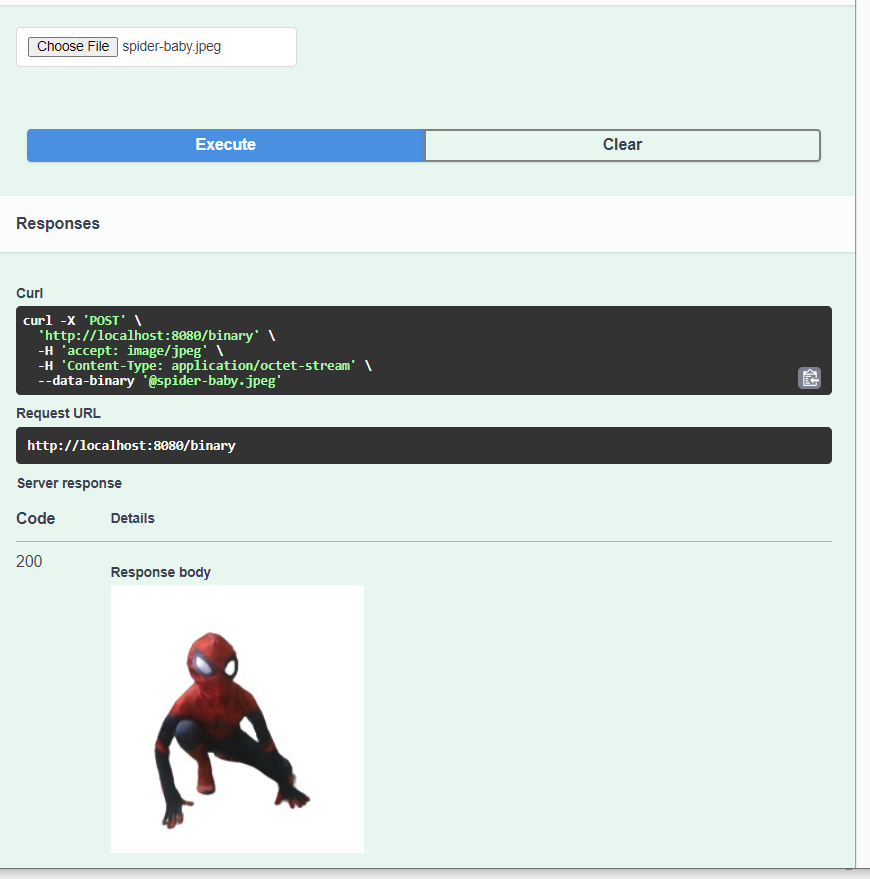 Choose File spider-baby.jpeg
Execute Clear
Responses
Curl
curl -X 'POST' \
  'http://localhost:8080/binary' \
  -H 'accept: image/jpeg' \
  -H 'Content-Type: application/octet-stream' \
  --data-binary '@spider-baby.jpeg'
Request URL
http://localhost:8080/binary
Server response
Code Details
200
Response body